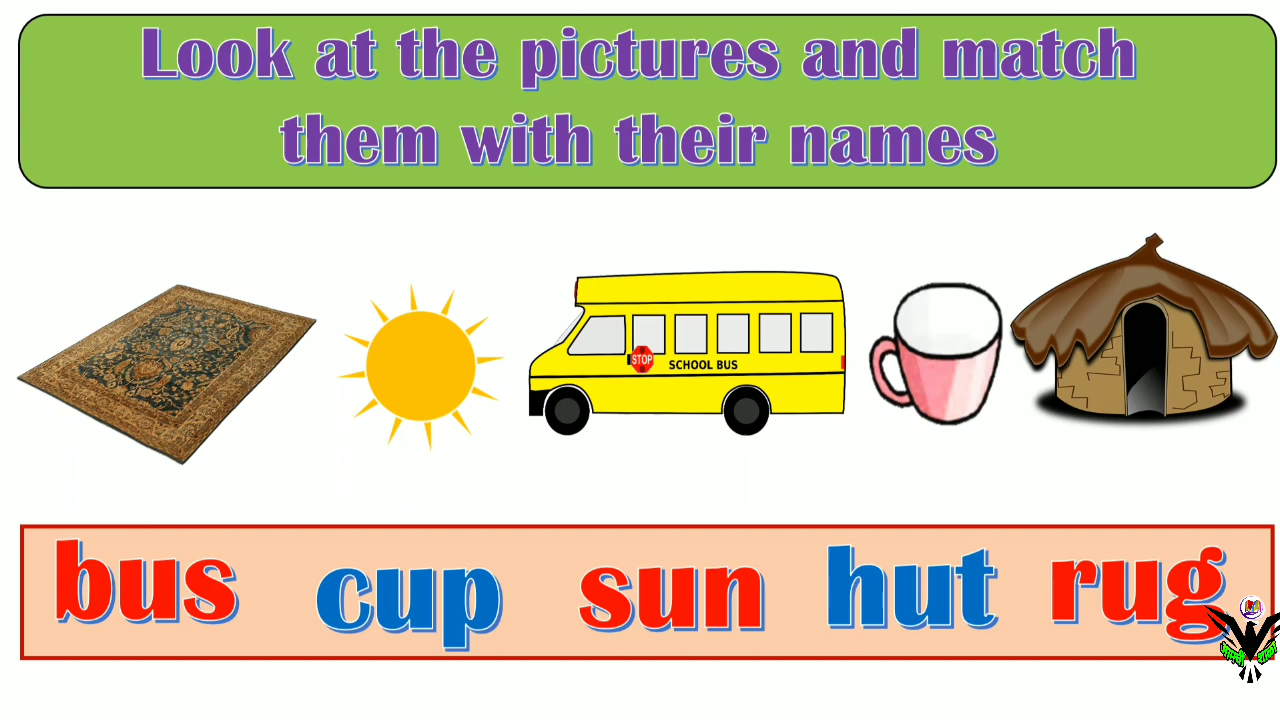 Look at the pictures and match
them with their names
STOP
SCHOOL BUS
bus cup sun hut rug